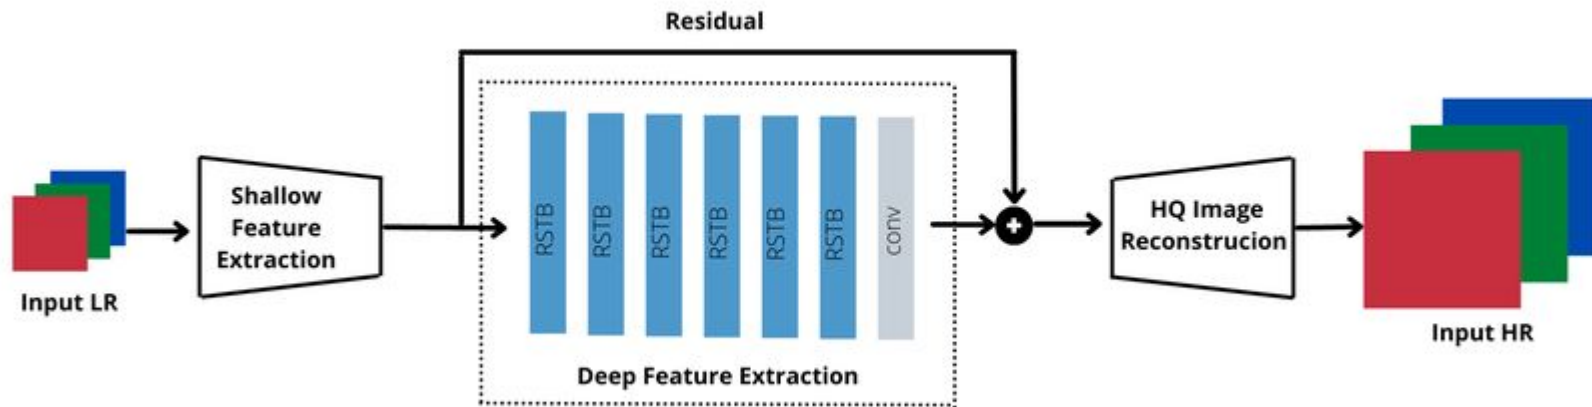 Residual
Input LR
Shallow
Feature
Extraction
RSTB
RSTB
RSTB
RSTB
RSTB
RSTB
conv
Deep Feature Extraction
HQ Image
Reconstrucion
Input HR